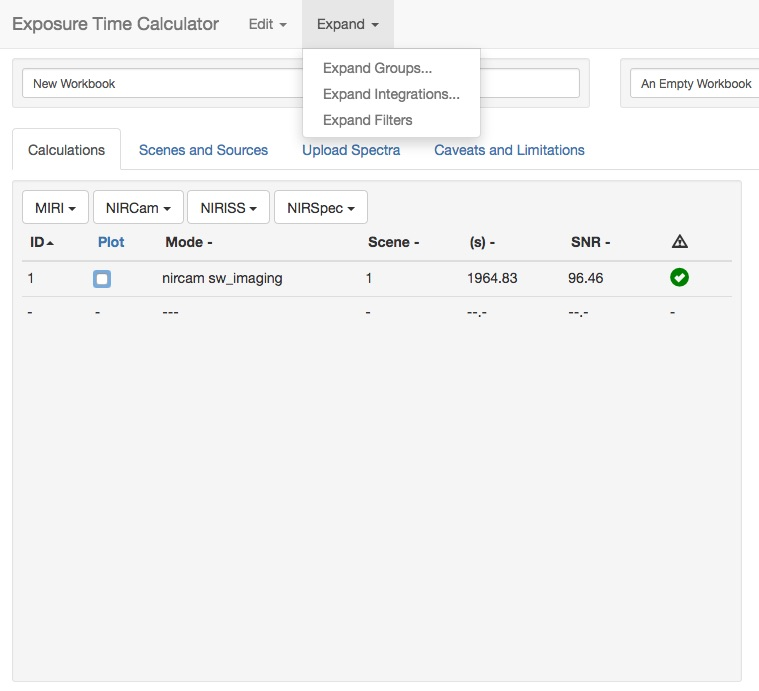 Exposure Time Calculator Edit Expand
Expand Groups...
Expand Integrations...
Expand Filters
New Workbook An Empty Workbook
Calculations Scenes and Sources Upload Spectra Caveats and Limitations
MIRI NIRCam NIRISS NIRSpec
ID Plot Mode - Scene - (s) - SNR -
1 nircam sw_imaging 1 1964.83 96.46
- - --- - --.- --.- -